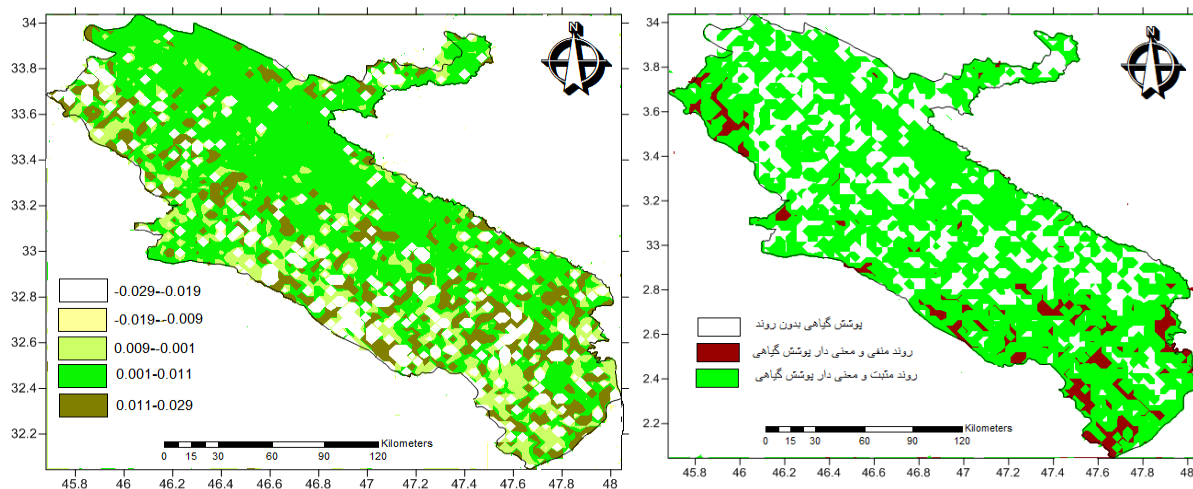 N
34
33.8
33.6
33.4
33.2
33
32.8
32.6
32.4
32.2
-0.029--0.019
-0.019--0.009
0.009--0.001
0.001-0.011
0.011-0.029
Kilometers
0 15 30 60 90 120
45.8 46 46.2 46.4 46.6 46.8 47 47.2 47.4 47.6 47.8 48
N
34
3.8
3.6
3.4
3.2
33
2.8
2.6
2.4
2.2
پوشش گیاهی بدون روند
روند منفی و معنی دار پوشش گیاهی
روند مثبت و معنی دار پوشش گیاهی
Kilometers
0 15 30 60 90 120
45.8 46 46.2 46.4 46.6 46.8 47 47.2 47.4 47.6 47.8 48